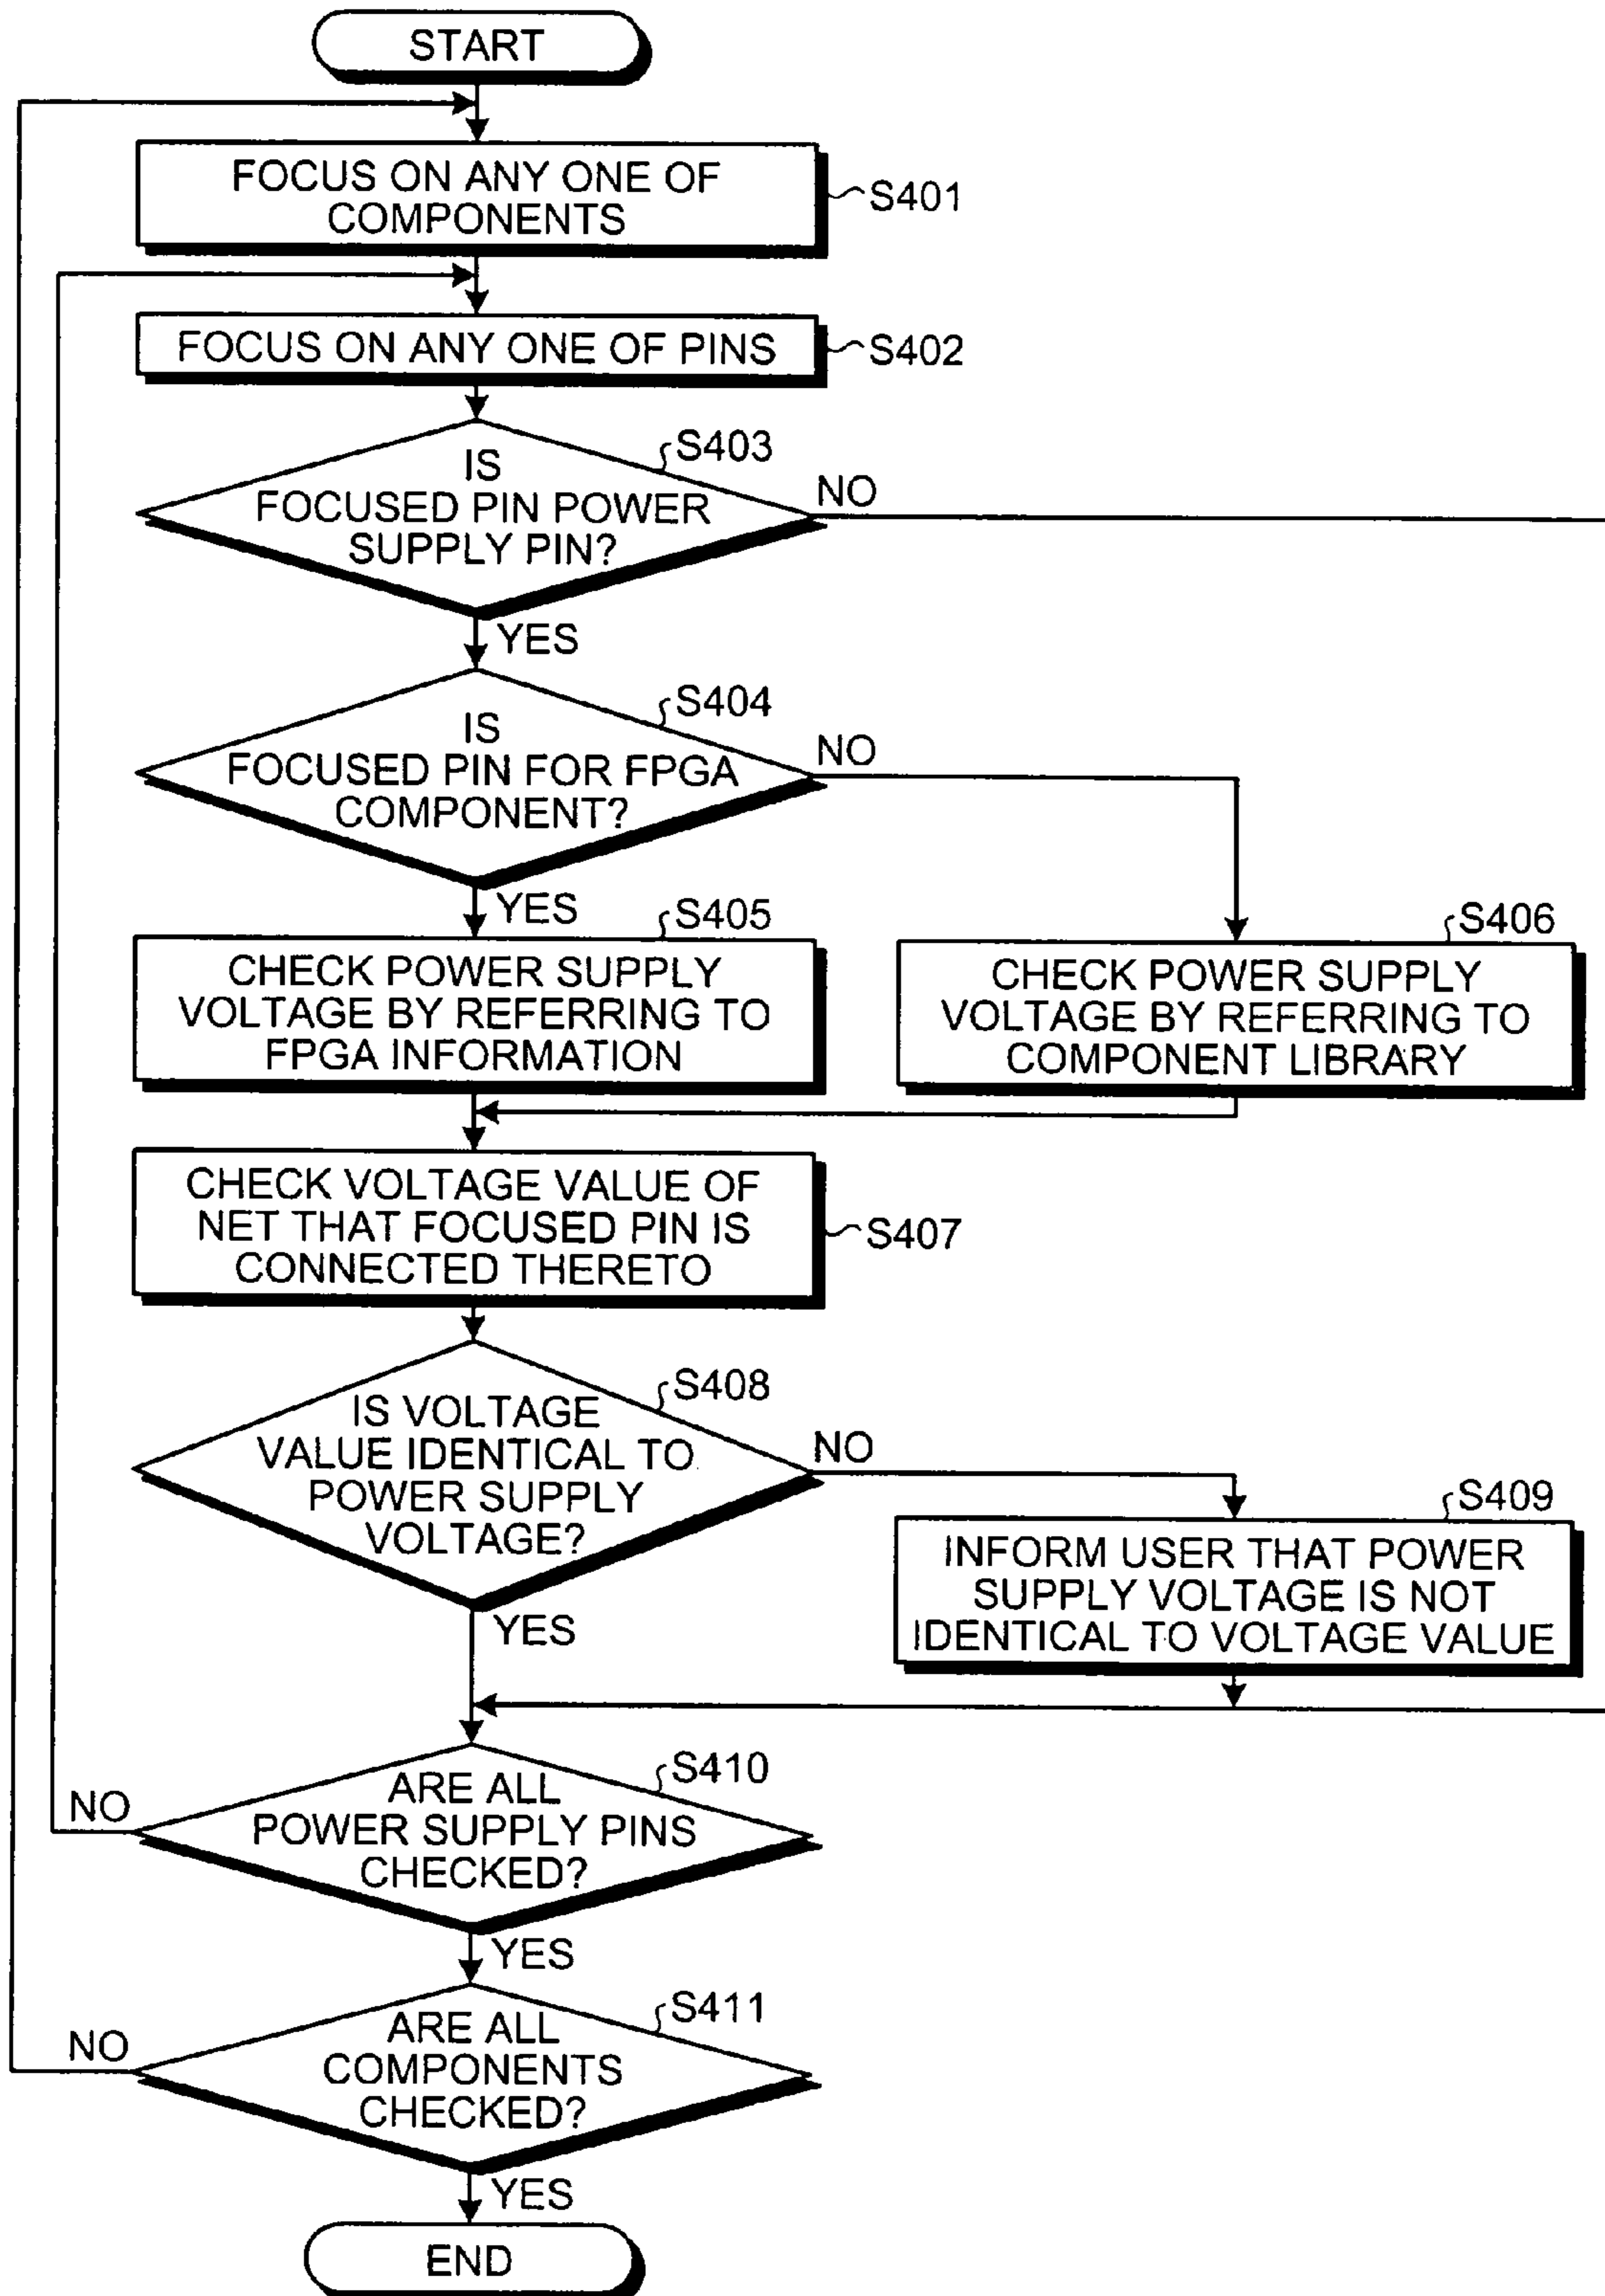 START
FOCUS ON ANY ONE OF
COMPONENTS
S401
FOCUS ON ANY ONE OF PINS
S402
S403
IS
FOCUSED PIN POWER
SUPPLY PIN?
NO
YES
S404
IS
FOCUSED PIN FOR FPGA
COMPONENT?
NO
YES
S405
CHECK POWER SUPPLY
VOLTAGE BY REFERRING TO
FPGA INFORMATION
S406
CHECK POWER SUPPLY
VOLTAGE BY REFERRING TO
COMPONENT LIBRARY
CHECK VOLTAGE VALUE OF
NET THAT FOCUSED PIN IS
CONNECTED THERETO
S407
S408
IS VOLTAGE
VALUE IDENTICAL TO
POWER SUPPLY
VOLTAGE?
NO
YES
S409
INFORM USER THAT POWER
SUPPLY VOLTAGE IS NOT
IDENTICAL TO VOLTAGE VALUE
S410
ARE ALL
POWER SUPPLY PINS
CHECKED?
NO
YES
S411
ARE ALL
COMPONENTS
CHECKED?
NO
YES
END